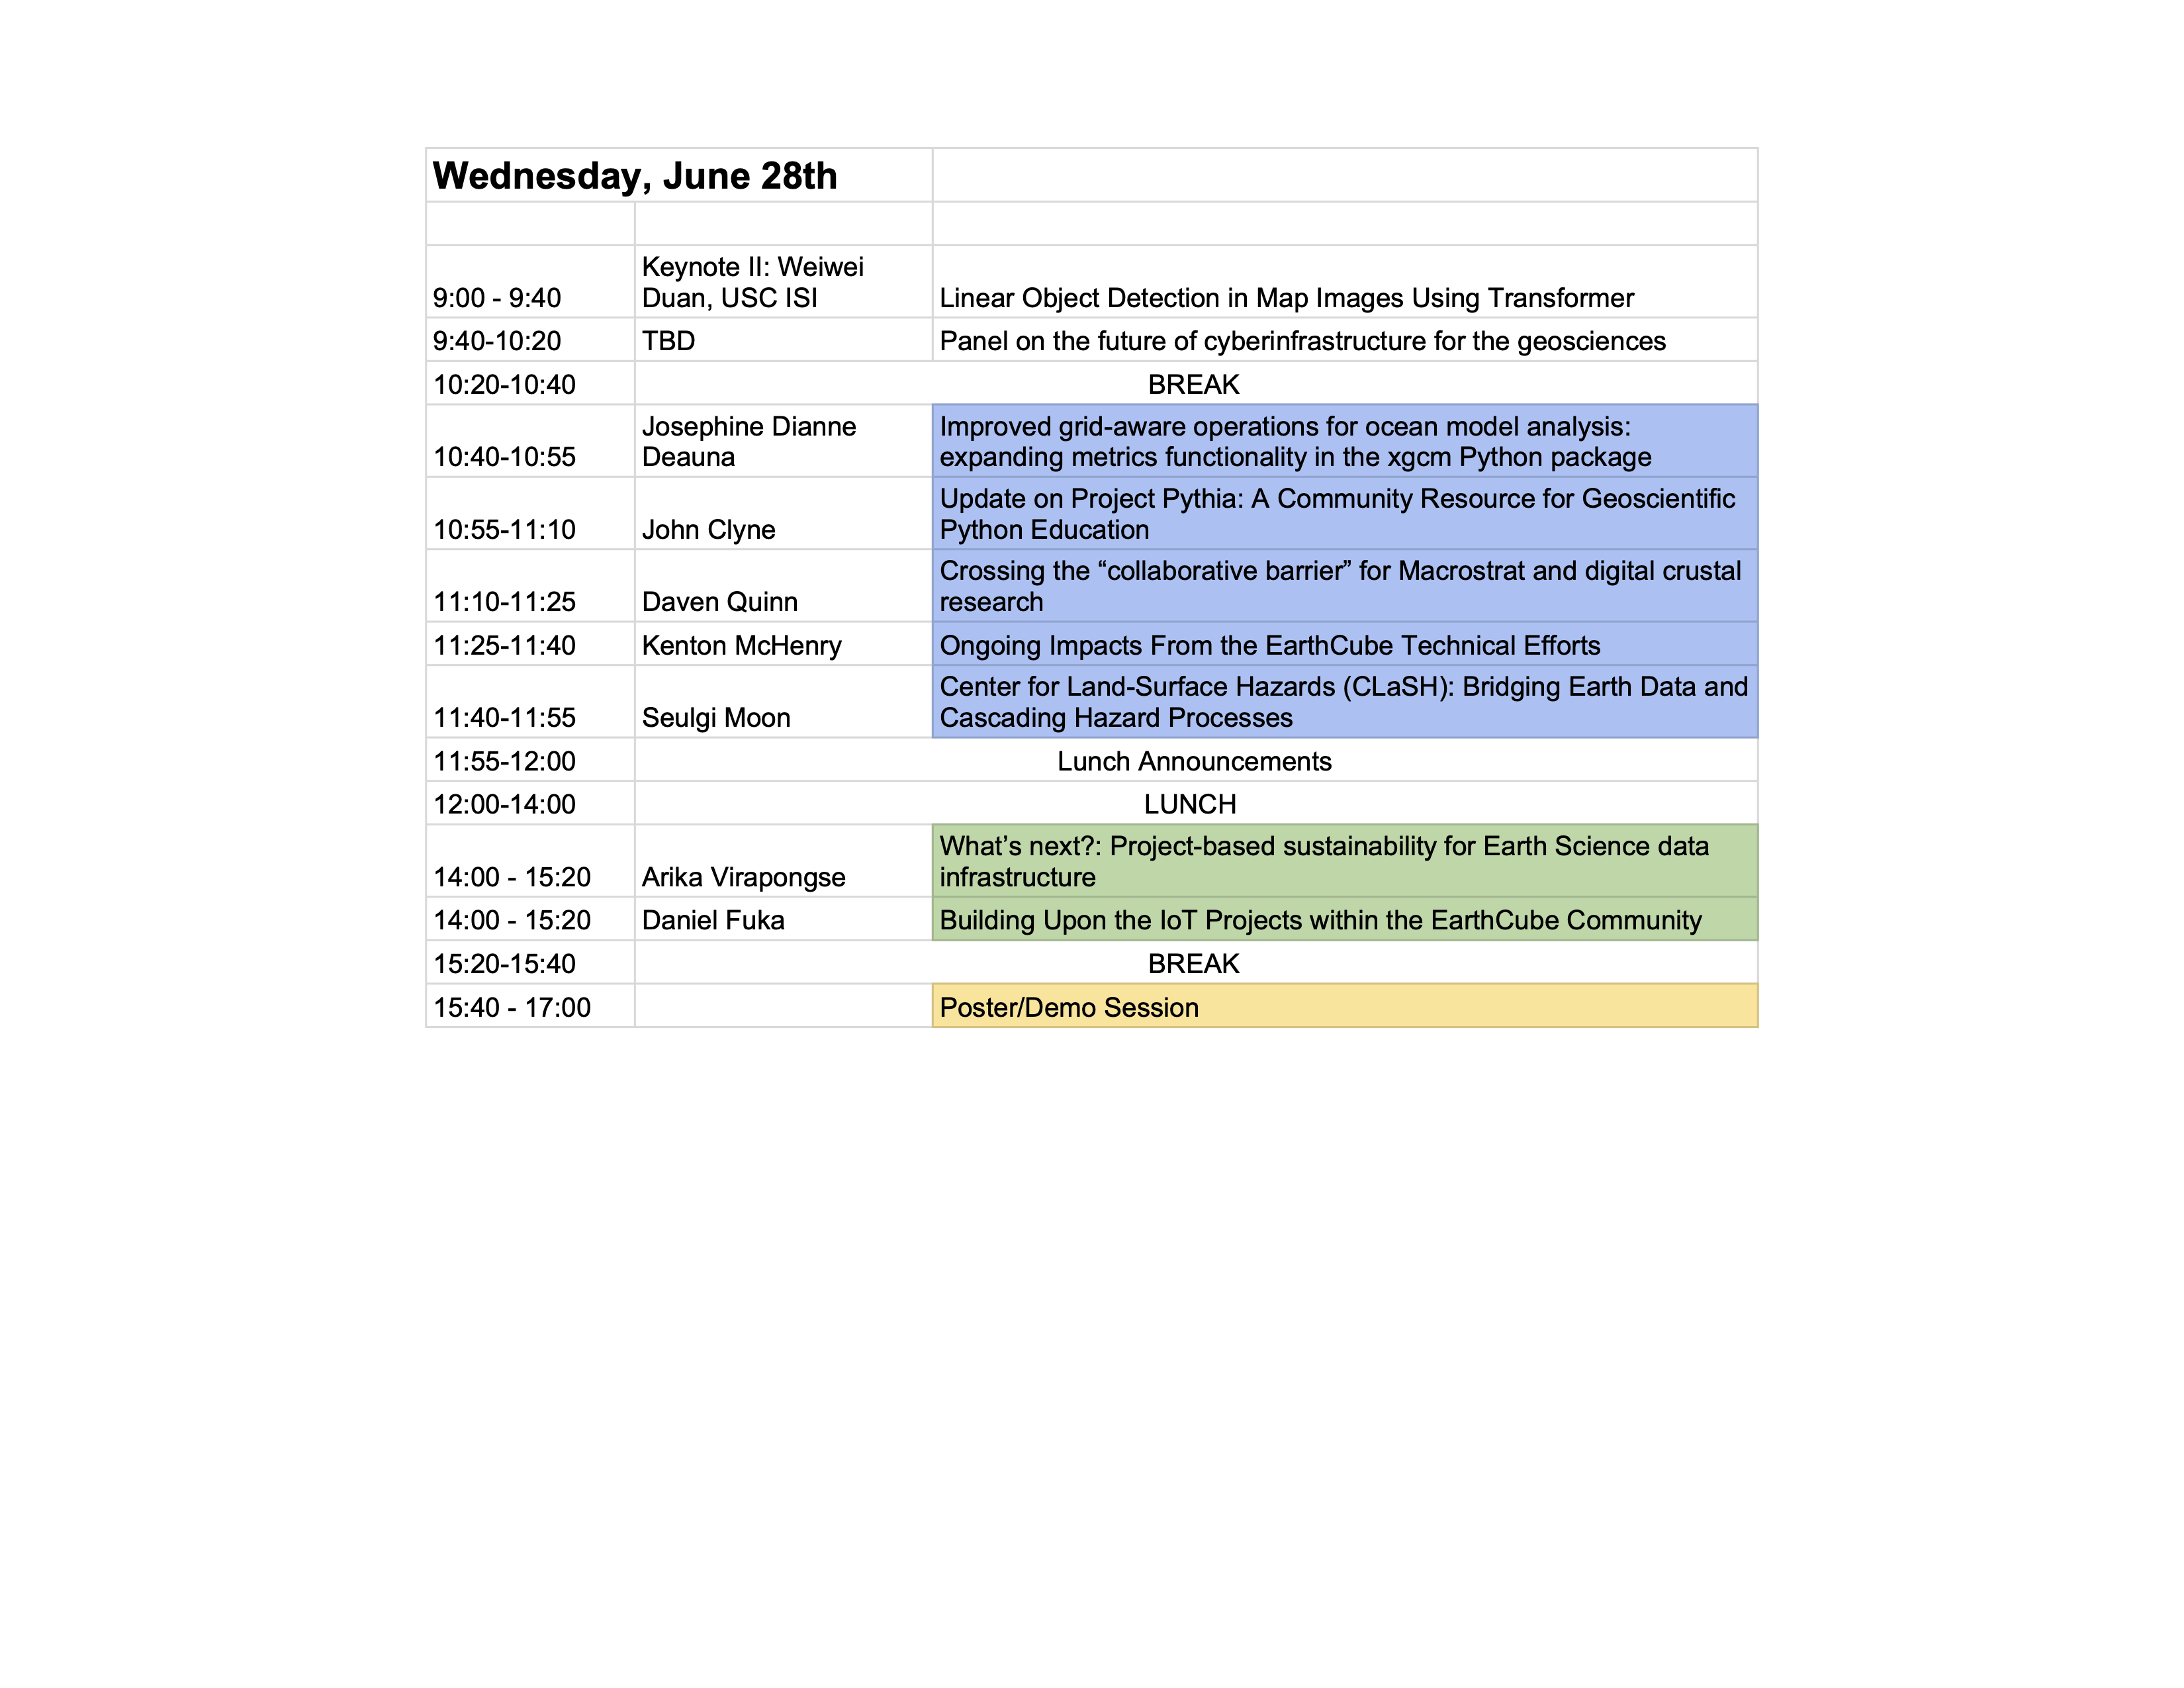 Wednesday, June 28th
Keynote II: Weiwei
Duan, USC ISI
9:00 - 9:40
Linear Object Detection in Map Images Using Transformer
9:40-10:20
TBD
Panel on the future of cyberinfrastructure for the geosciences
10:20-10:40
BREAK
10:40-10:55
Josephine Dianne
Deauna
Improved grid-aware operations for ocean model analysis:
expanding metrics functionality in the xgcm Python package
10:55-11:10
John Clyne
Update on Project Pythia: A Community Resource for Geoscientific
Python Education
11:10-11:25
Daven Quinn
Crossing the “collaborative barrier” for Macrostrat and digital crustal
research
11:25-11:40
Kenton McHenry
Ongoing Impacts From the EarthCube Technical Efforts
11:40-11:55
Seulgi Moon
Center for Land-Surface Hazards (CLaSH): Bridging Earth Data and
Cascading Hazard Processes
11:55-12:00
Lunch Announcements
12:00-14:00
LUNCH
14:00 - 15:20
Arika Virapongse
What’s next?: Project-based sustainability for Earth Science data
infrastructure
14:00 - 15:20
Daniel Fuka
Building Upon the IoT Projects within the EarthCube Community
15:20-15:40
BREAK
15:40 - 17:00
Poster/Demo Session